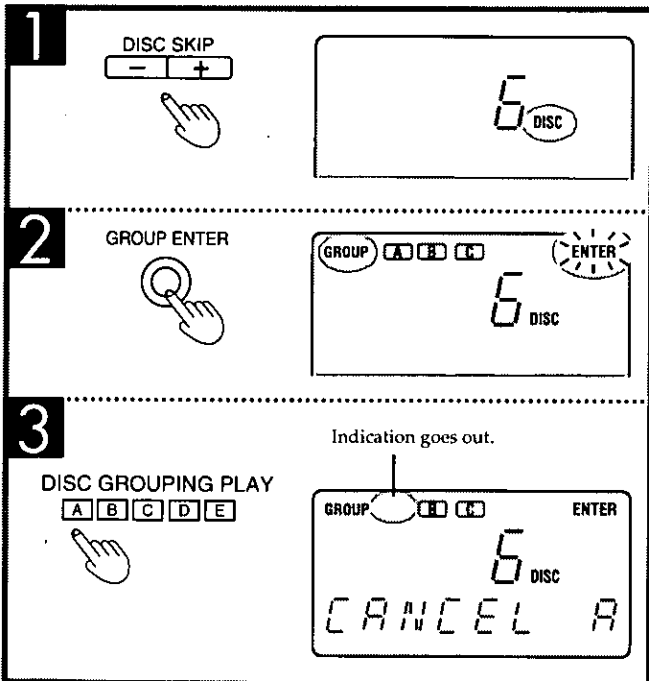 1
DISC SKIP
− +
6 DISC
2
GROUP ENTER
GROUP A B C ENTER
6 DISC
3
Indication goes out.
DISC GROUPING PLAY
A B C D E
GROUP B C ENTER
6 DISC
CANCEL A